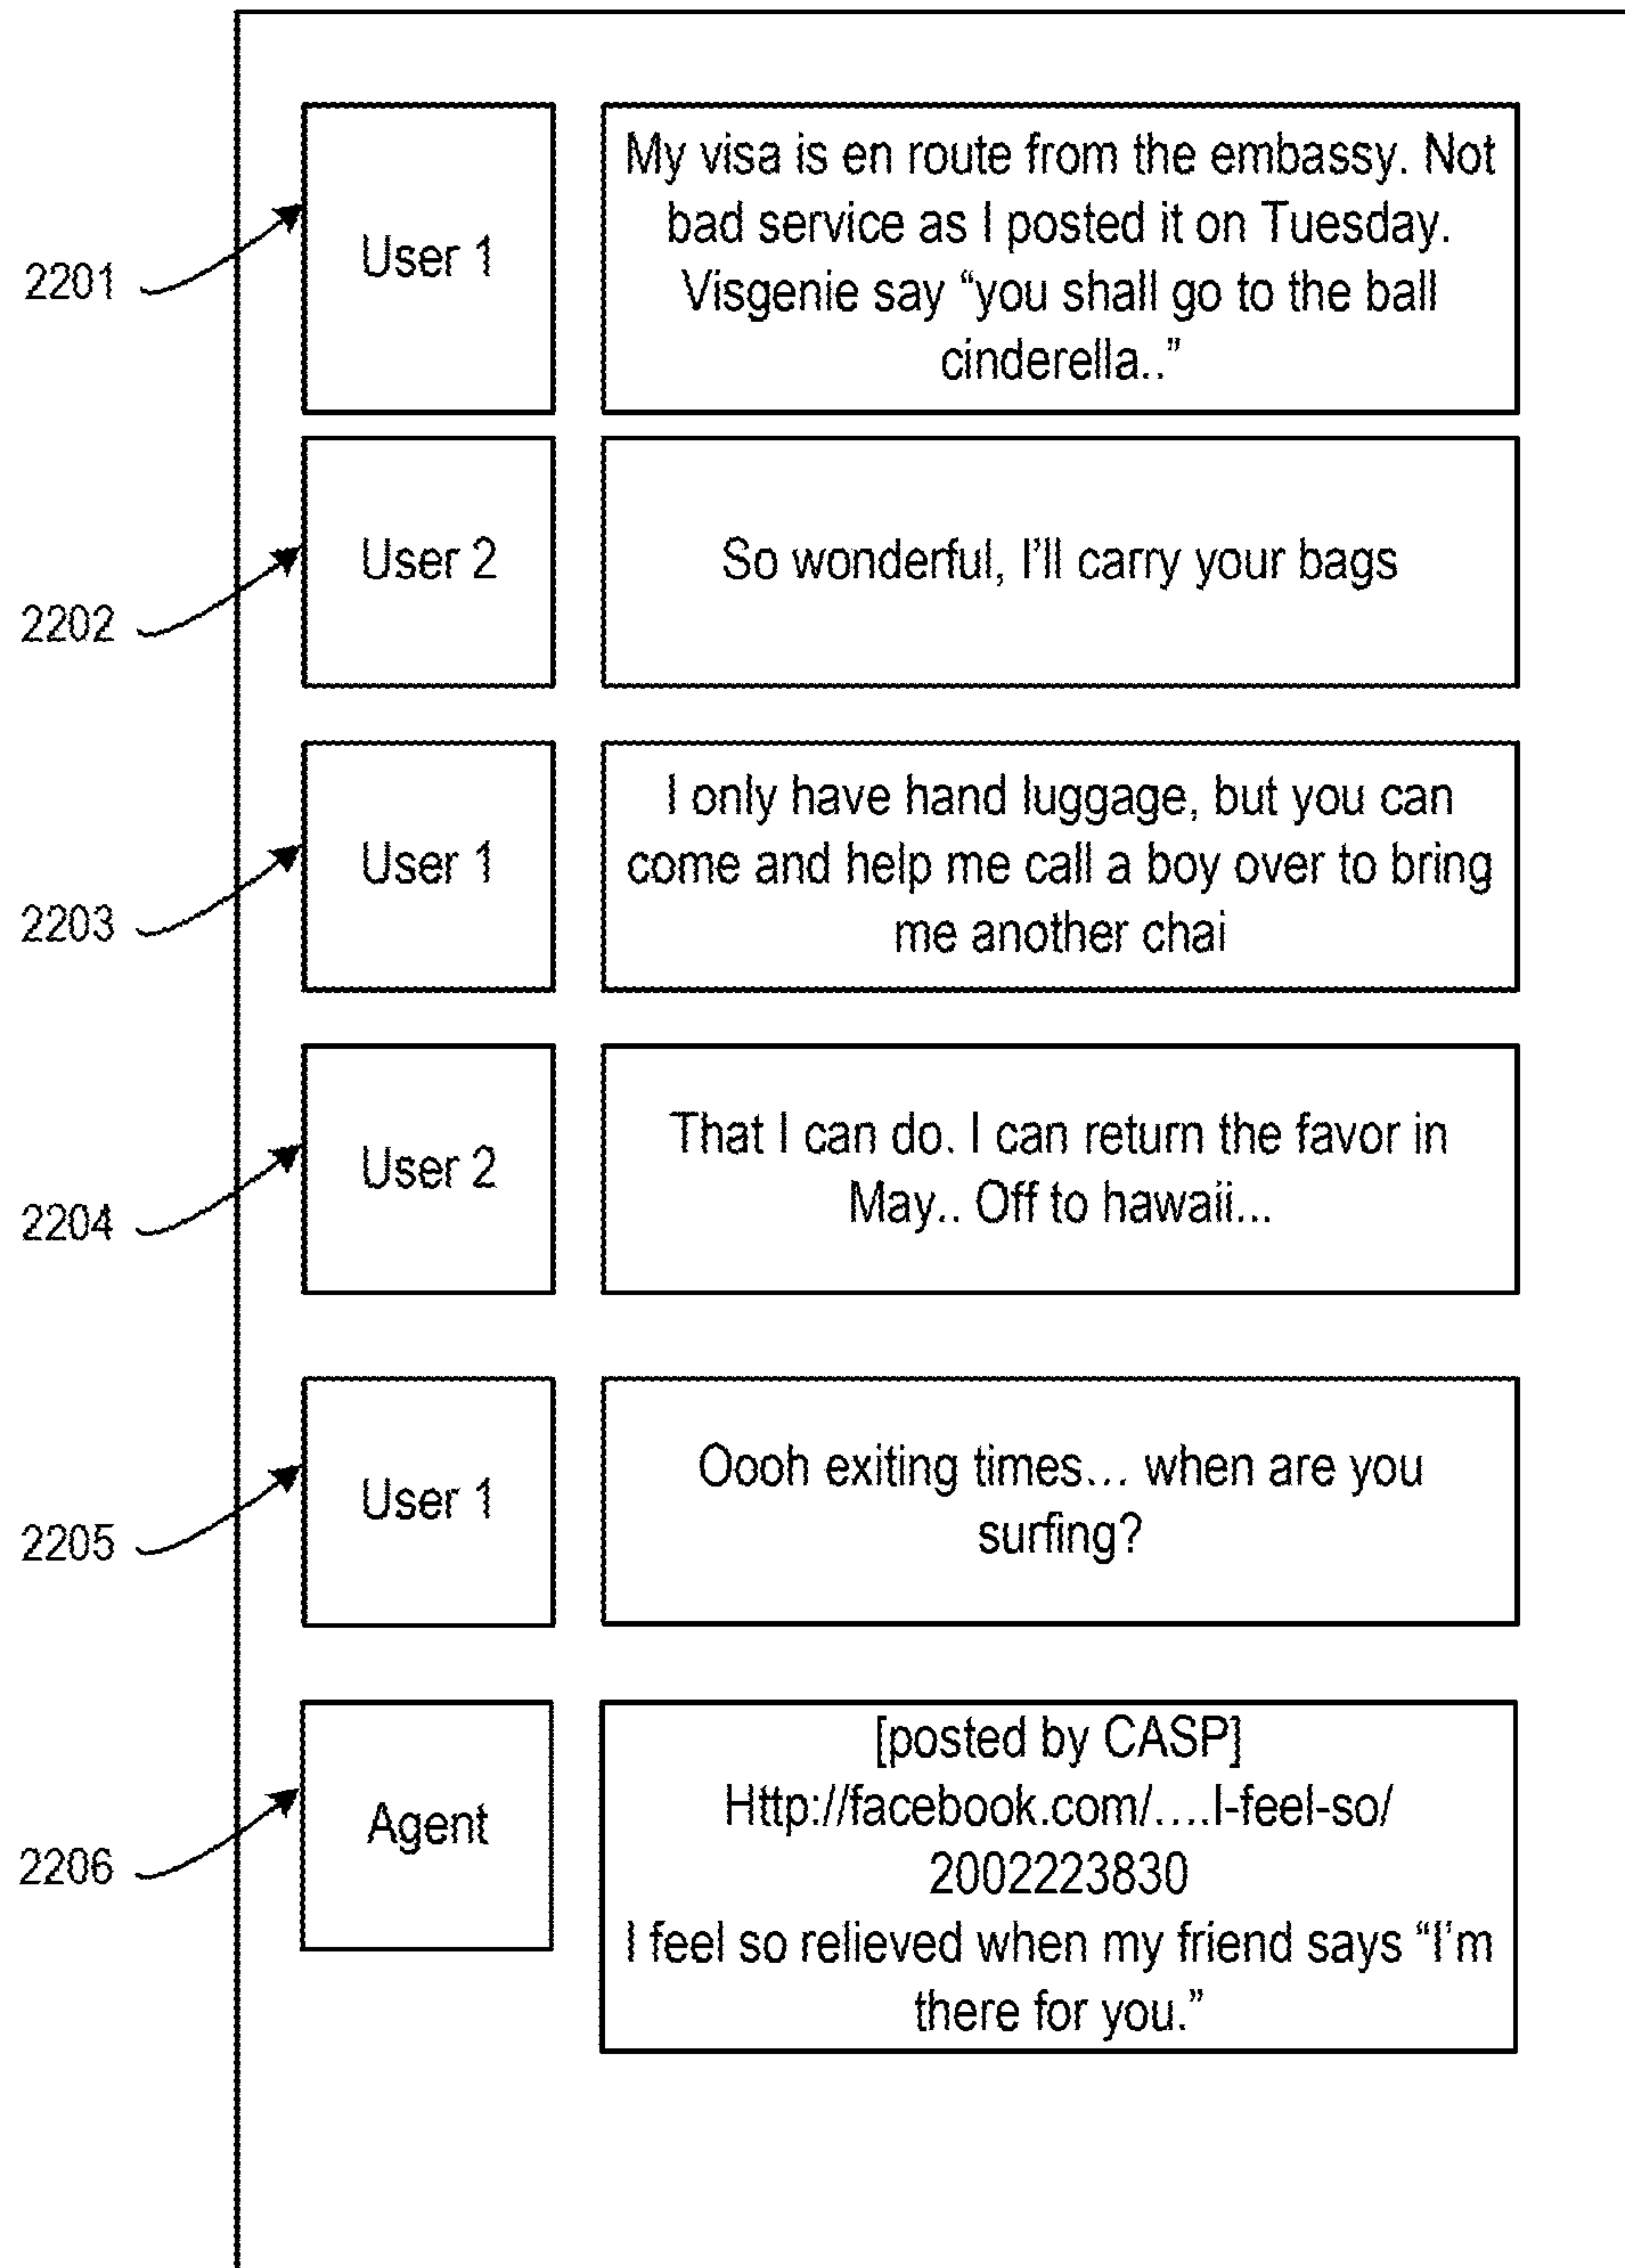 2201
User 1
My visa is en route from the embassy. Not
bad service as I posted it on Tuesday.
Visgenie say “you shall go to the ball
cinderella..”
2202
User 2
So wonderful, I’ll carry your bags
2203
User 1
I only have hand luggage, but you can
come and help me call a boy over to bring
me another chai
2204
User 2
That I can do. I can return the favor in
May.. Off to hawaii...
2205
User 1
Oooh exiting times… when are you
surfing?
2206
Agent
[posted by CASP]
Http://facebook.com/….I-feel-so/
2002223830
I feel so relieved when my friend says “I’m
there for you.”